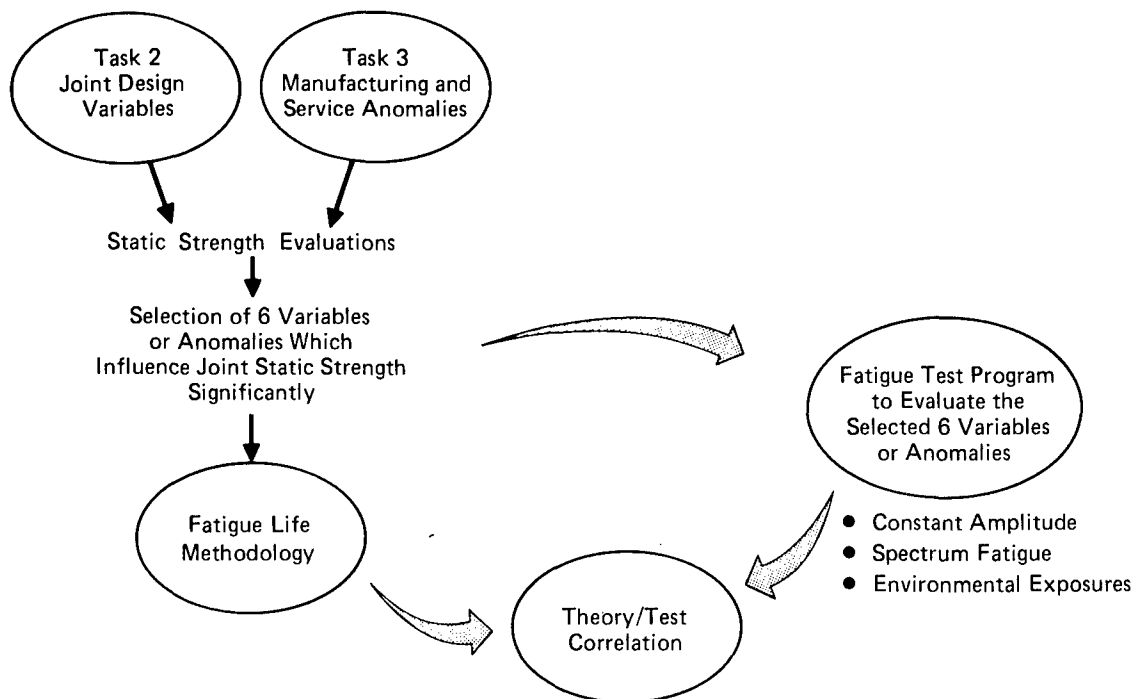 Task 2
Joint Design
Variables
Task 3
Manufacturing and
Service Anomalies
Static Strength Evaluations
Selection of 6 Variables
or Anomalies Which
Influence Joint Static Strength
Significantly
Fatigue Test Program
to Evaluate the
Selected 6 Variables
or Anomalies
Fatigue Life
Methodology
● Constant Amplitude
● Spectrum Fatigue
● Environmental Exposures
Theory/Test
Correlation